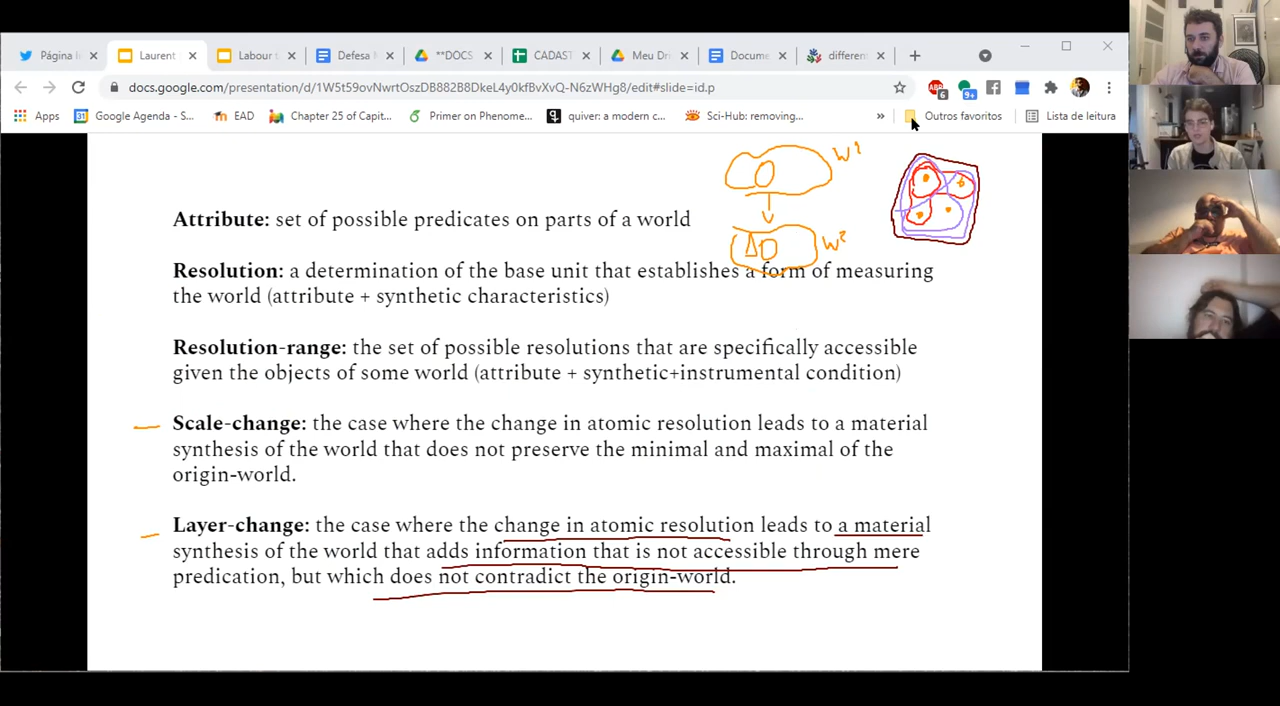 Página I
Laurent
Labour t
Defesa M
**DOCS
CADAST
Meu Dri
Docume
differen
docs.google.com/presentation/d/1W5t59ovNwrtOszDB882B8DkeL4y0kfBvXvQ-N6zWHg8/edit#slide=id.p
6
9+
Apps
31
Google Agenda - S...
EAD
Chapter 25 of Capit...
Primer on Phenome...
quiver: a modern c...
Sci-Hub: removing...
»
Outros favoritos
Lista de leitura
W¹
W²
Attribute: set of possible predicates on parts of a world
Resolution: a determination of the base unit that establishes a form of measuring
the world (attribute + synthetic characteristics)
Resolution-range: the set of possible resolutions that are specifically accessible
given the objects of some world (attribute + synthetic+instrumental condition)
Scale-change: the case where the change in atomic resolution leads to a material
synthesis of the world that does not preserve the minimal and maximal of the
origin-world.
Layer-change: the case where the change in atomic resolution leads to a material
synthesis of the world that adds information that is not accessible through mere
predication, but which does not contradict the origin-world.